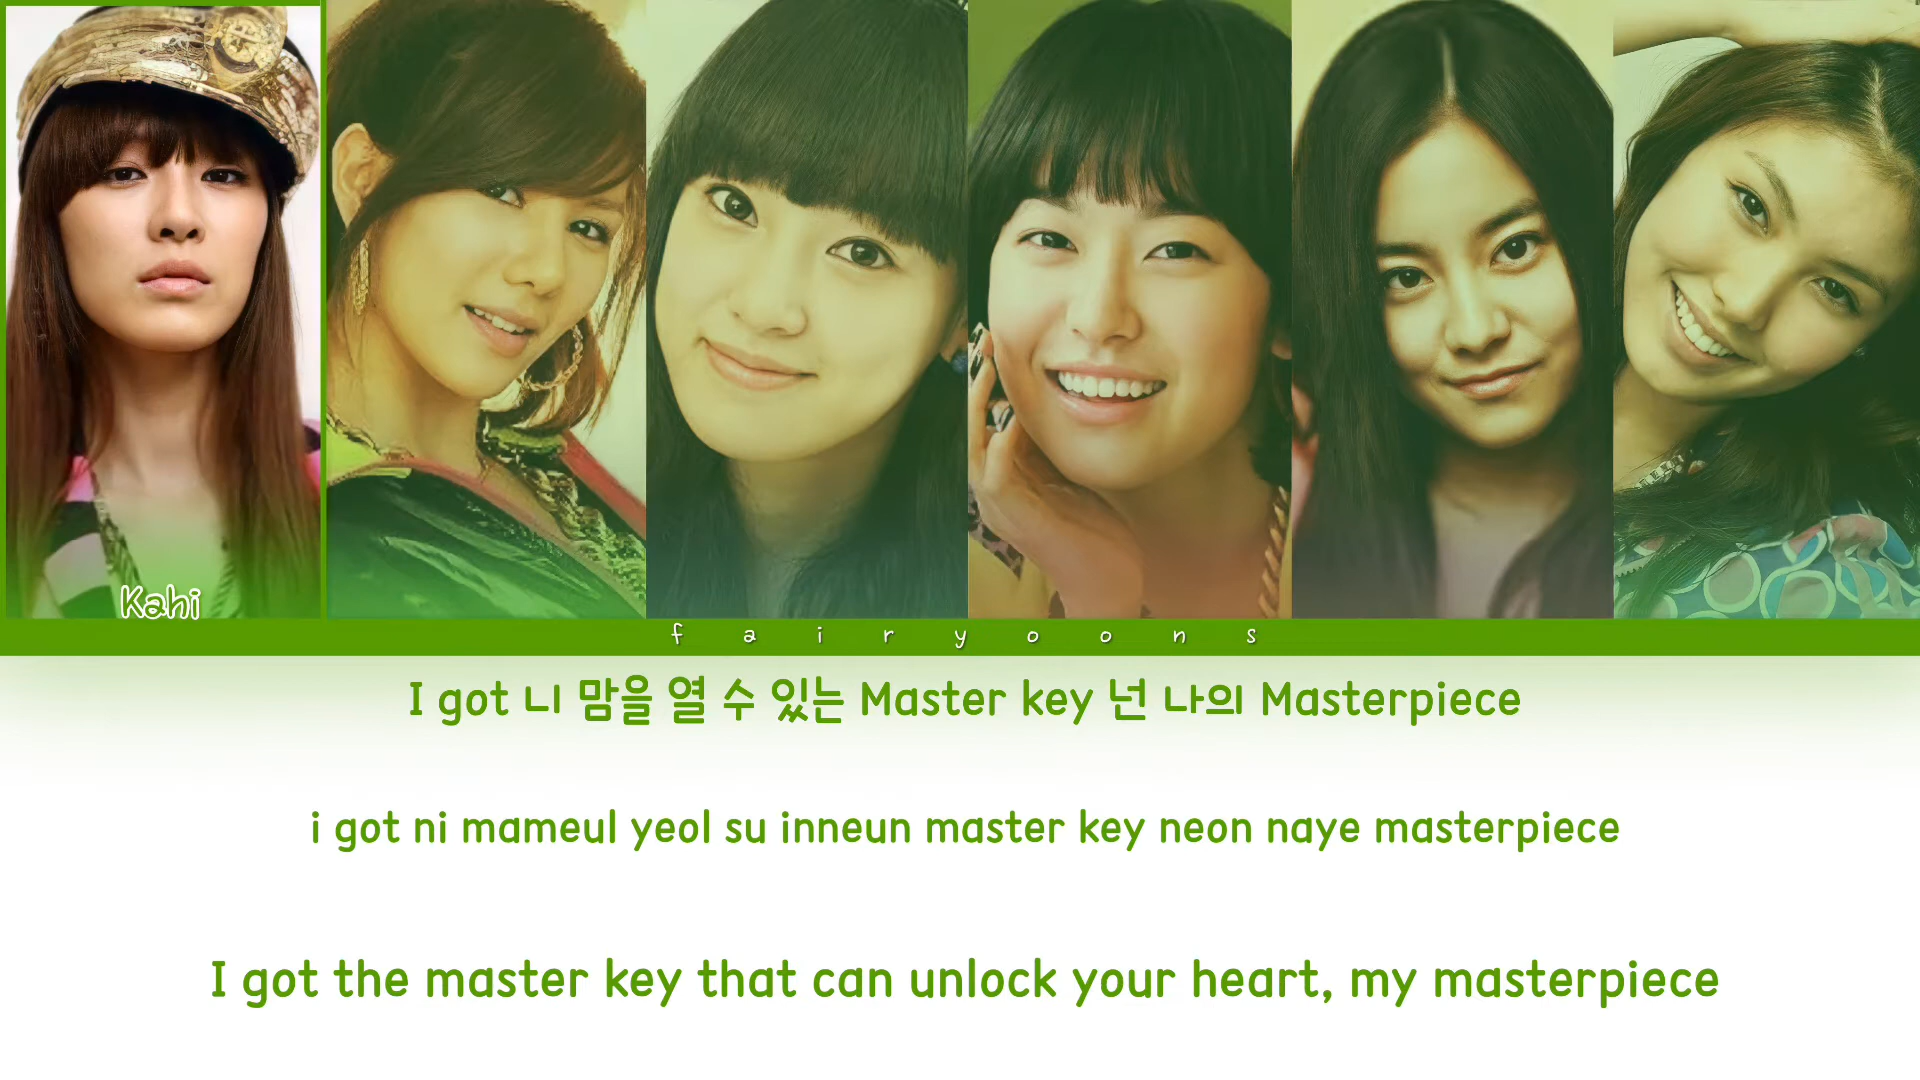 Kahi
fairyoons
I got 니 맘을 열 수 있는 Master key 넌 나의 Masterpiece
i got ni mameul yeol su inneun master key neon naye masterpiece
I got the master key that can unlock your heart, my masterpiece